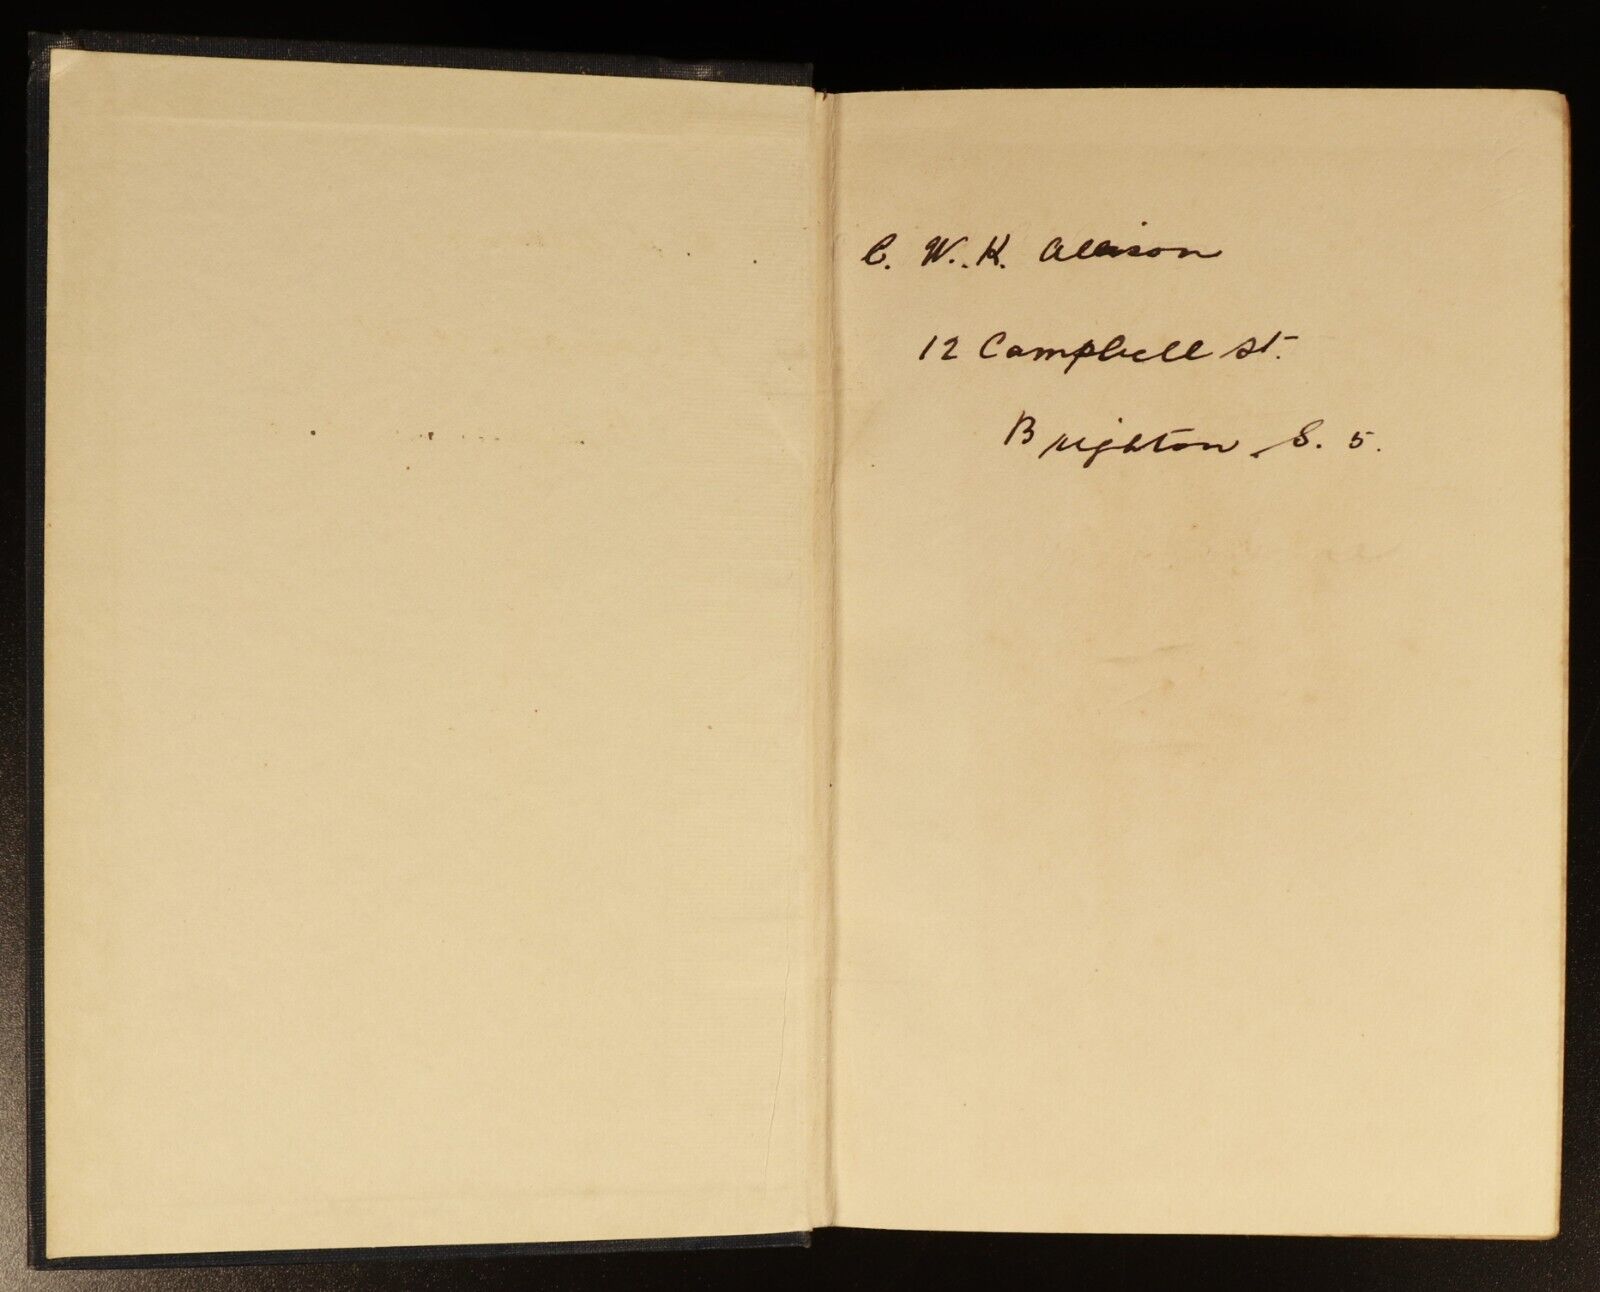 C. W. K. Allison
12 Campbell St.
Brighton. S. 5.